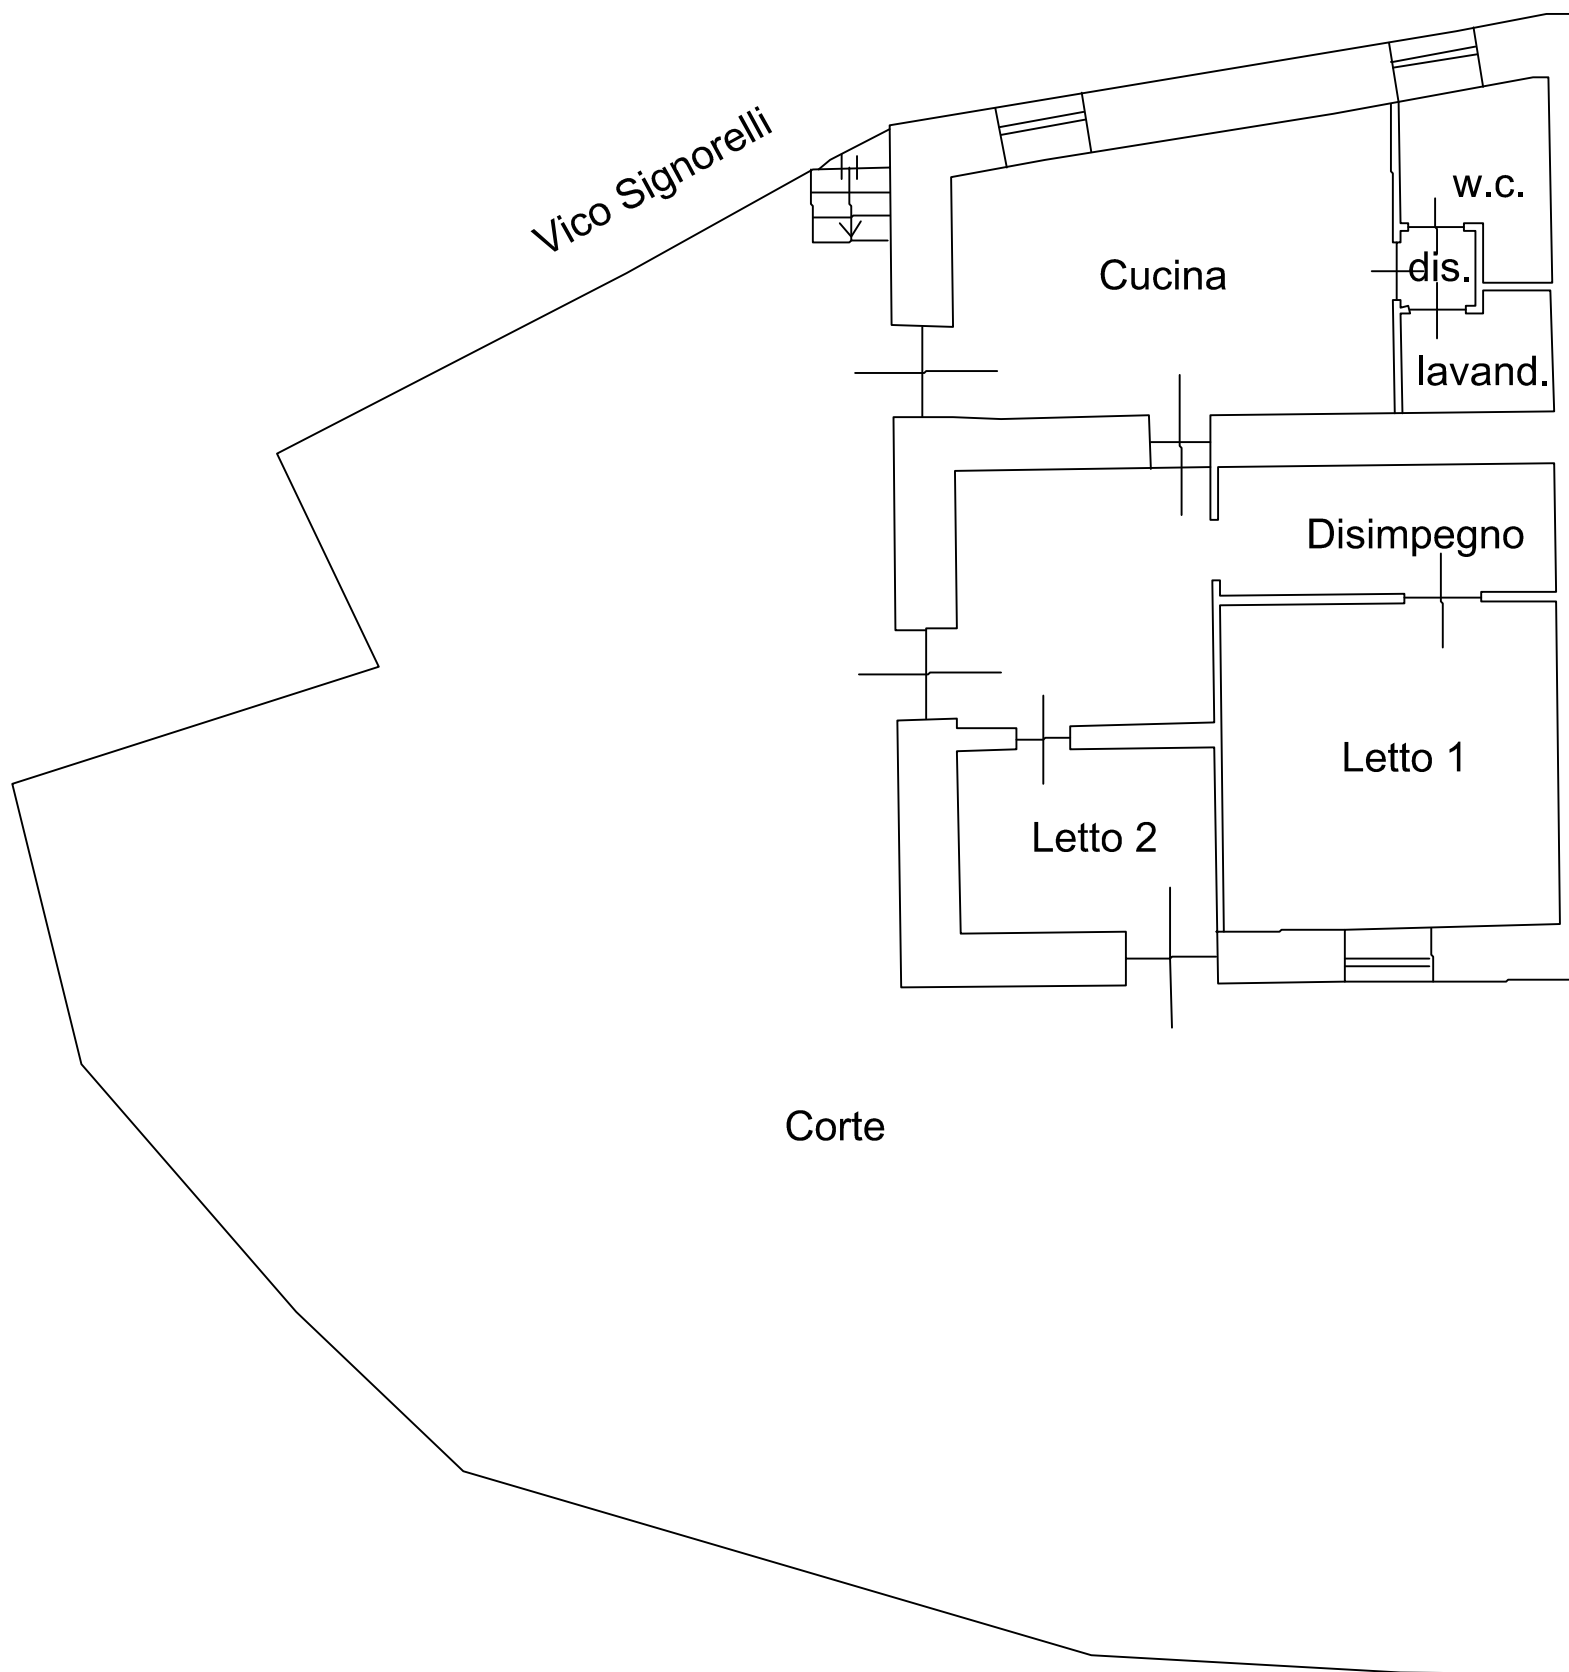 Vico Signorelli
w.c.
Cucina
dis.
lavand.
Disimpegno
Letto 1
Letto 2
Corte